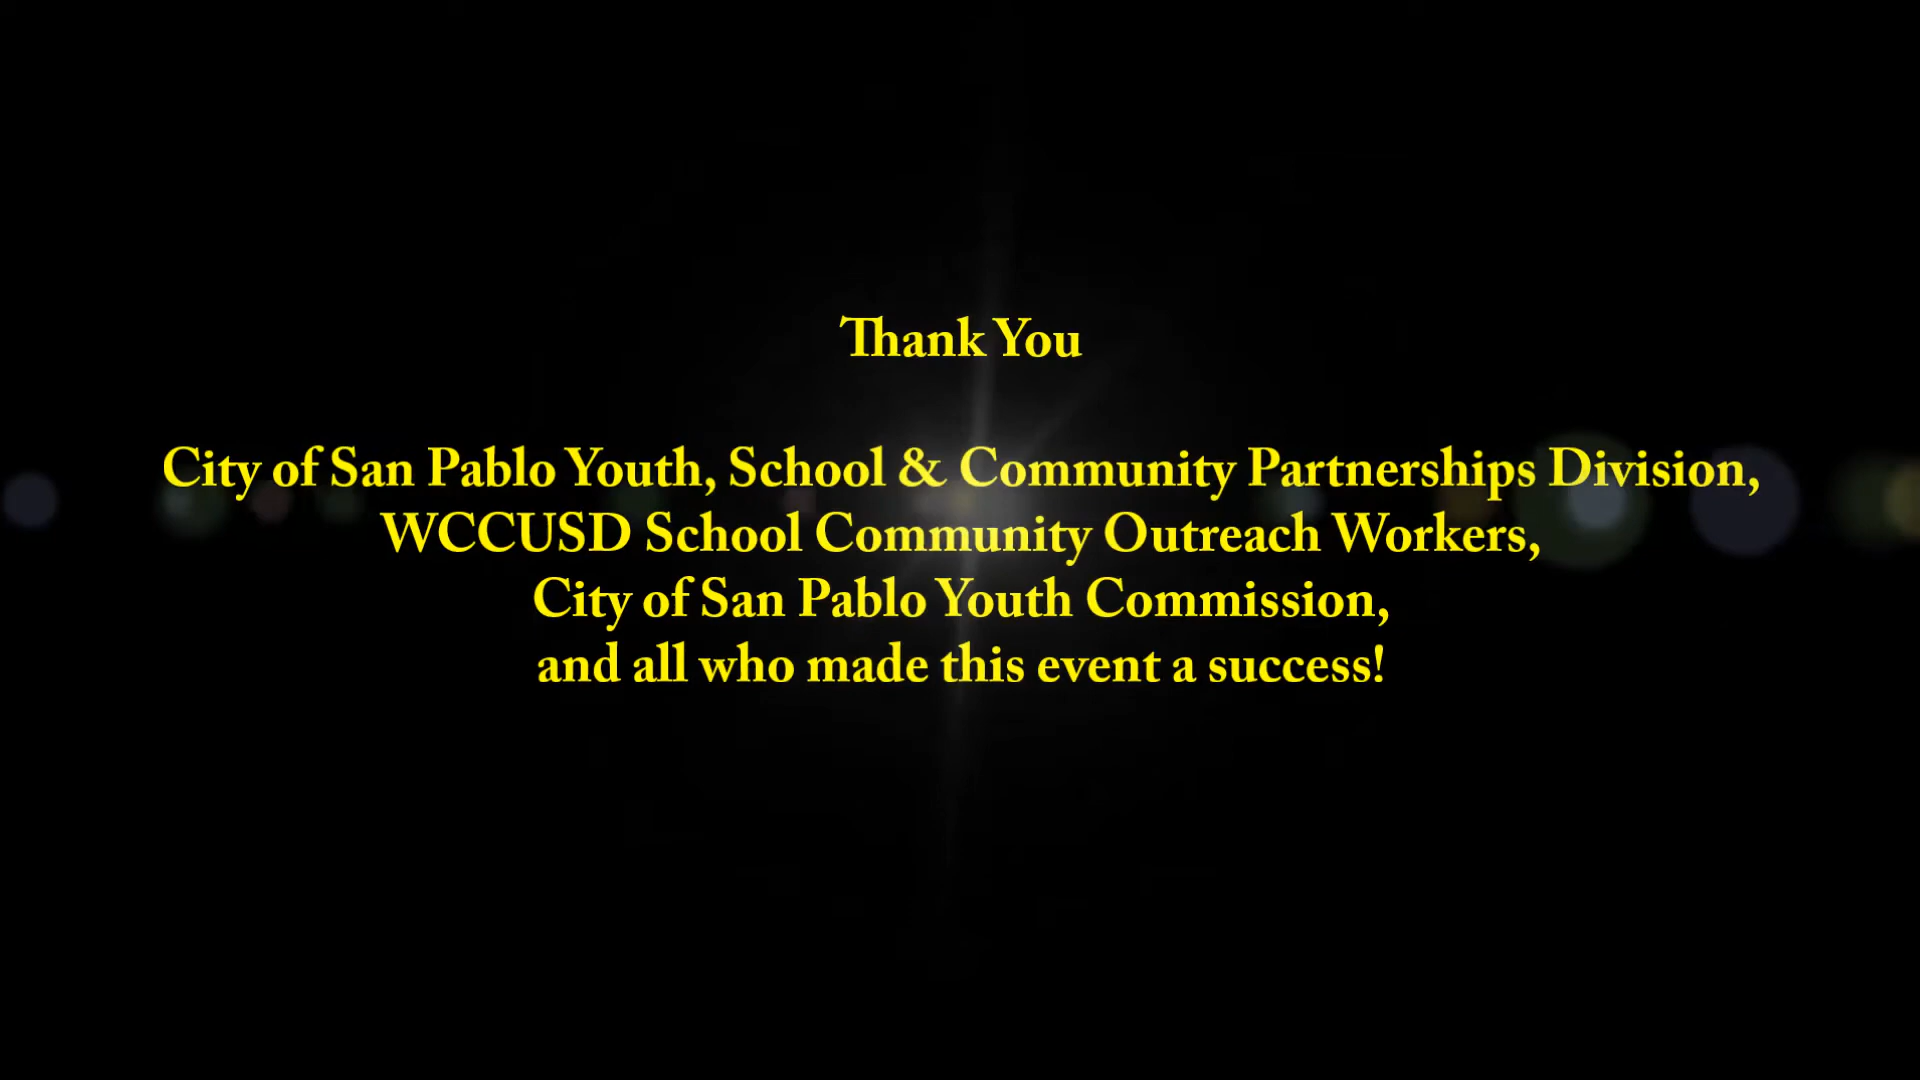 Thank You
City of San Pablo Youth, School & Community Partnerships Division,
WCCUSD School Community Outreach Workers,
City of San Pablo Youth Commission,
and all who made this event a success!